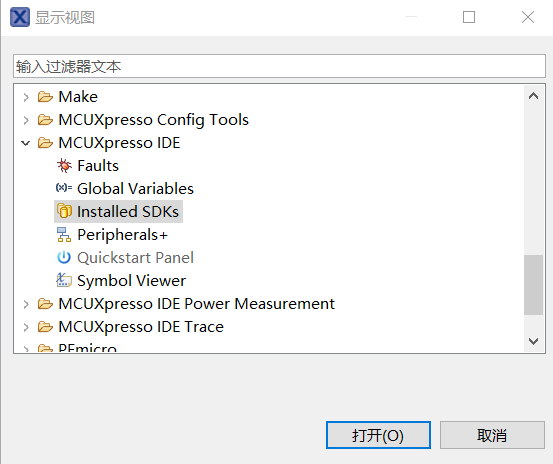 显示视图
输入过滤器文本
Make
MCUXpresso Config Tools
MCUXpresso IDE
Faults
(x)= Global Variables
Installed SDKs
Peripherals+
Quickstart Panel
Symbol Viewer
MCUXpresso IDE Power Measurement
MCUXpresso IDE Trace
PEmicro
打开(O)
取消